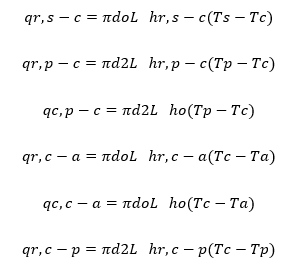 qr,s − c = πdoL hr,s − c(Ts − Tc)
qr,p − c = πd2L hr,p − c(Tp − Tc)
qc,p − c = πd2L ho(Tp − Tc)
qr,c − a = πdoL hr,c − a(Tc − Ta)
qc,c − a = πdoL ho(Tc − Ta)
qr,c − p = πd2L hr,c − p(Tc − Tp)